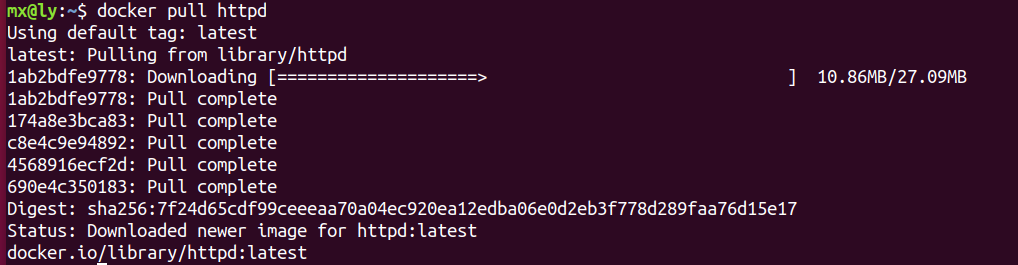 mx@ly:~$ docker pull httpd
Using default tag: latest
latest: Pulling from library/httpd
1ab2bdfe9778: Downloading [=====================>                              ]  10.86MB/27.09MB
1ab2bdfe9778: Pull complete
174a8e3bca83: Pull complete
c8e4c9e94892: Pull complete
4568916ecf2d: Pull complete
690e4c350183: Pull complete
Digest: sha256:7f24d65cdf99ceeeaa70a04ec920ea12edba06e0d2eb3f778d289faa76d15e17
Status: Downloaded newer image for httpd:latest
docker.io/library/httpd:latest